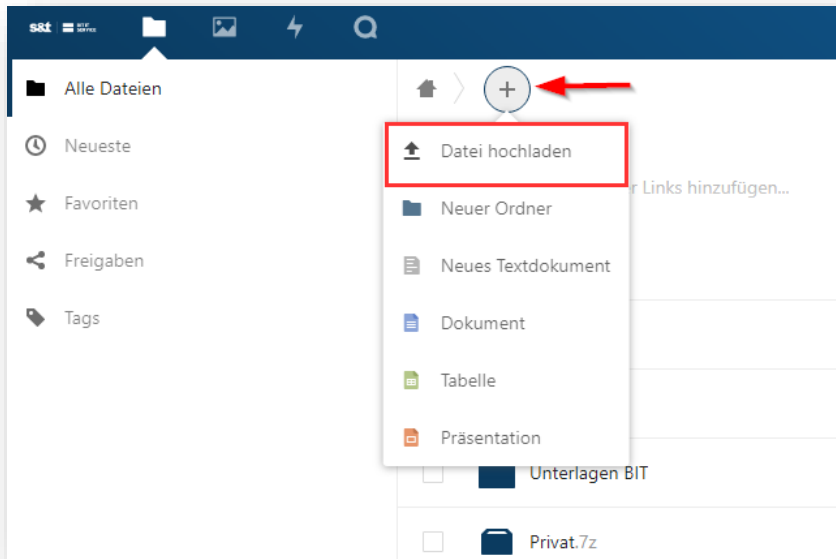 s&t
Alle Dateien
Neueste
Favoriten
Freigaben
Tags
+
Datei hochladen
r Links hinzufügen...
Neuer Ordner
Neues Textdokument
Dokument
Tabelle
Präsentation
Unterlagen BIT
Privat.7z